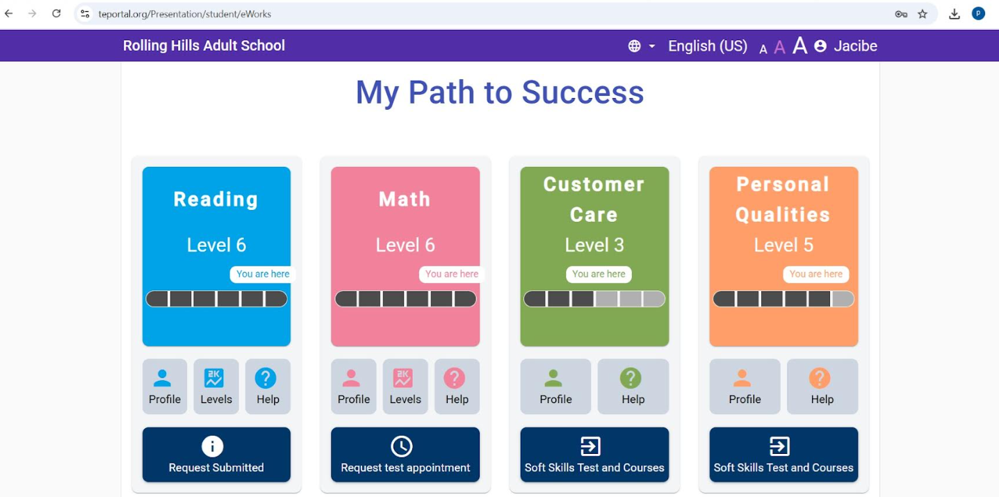 teportal.org/Presentation/student/eWorks
P
Rolling Hills Adult School
English (US) A A A Jacibe
My Path to Success
Reading
Level 6
You are here
Profile
2K
Levels
?
Help
i
Request Submitted
Math
Level 6
You are here
Profile
2K
Levels
?
Help
Request test appointment
Customer
Care
Level 3
You are here
Profile
?
Help
Soft Skills Test and Courses
Personal
Qualities
Level 5
You are here
Profile
?
Help
Soft Skills Test and Courses